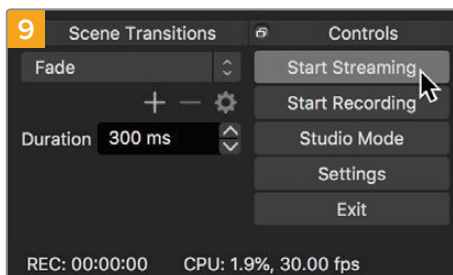 9
Scene Transitions
Controls
Fade
Start Streaming
Start Recording
Duration 300 ms
Studio Mode
Settings
Exit
REC: 00:00:00 CPU: 1.9%, 30.00 fps